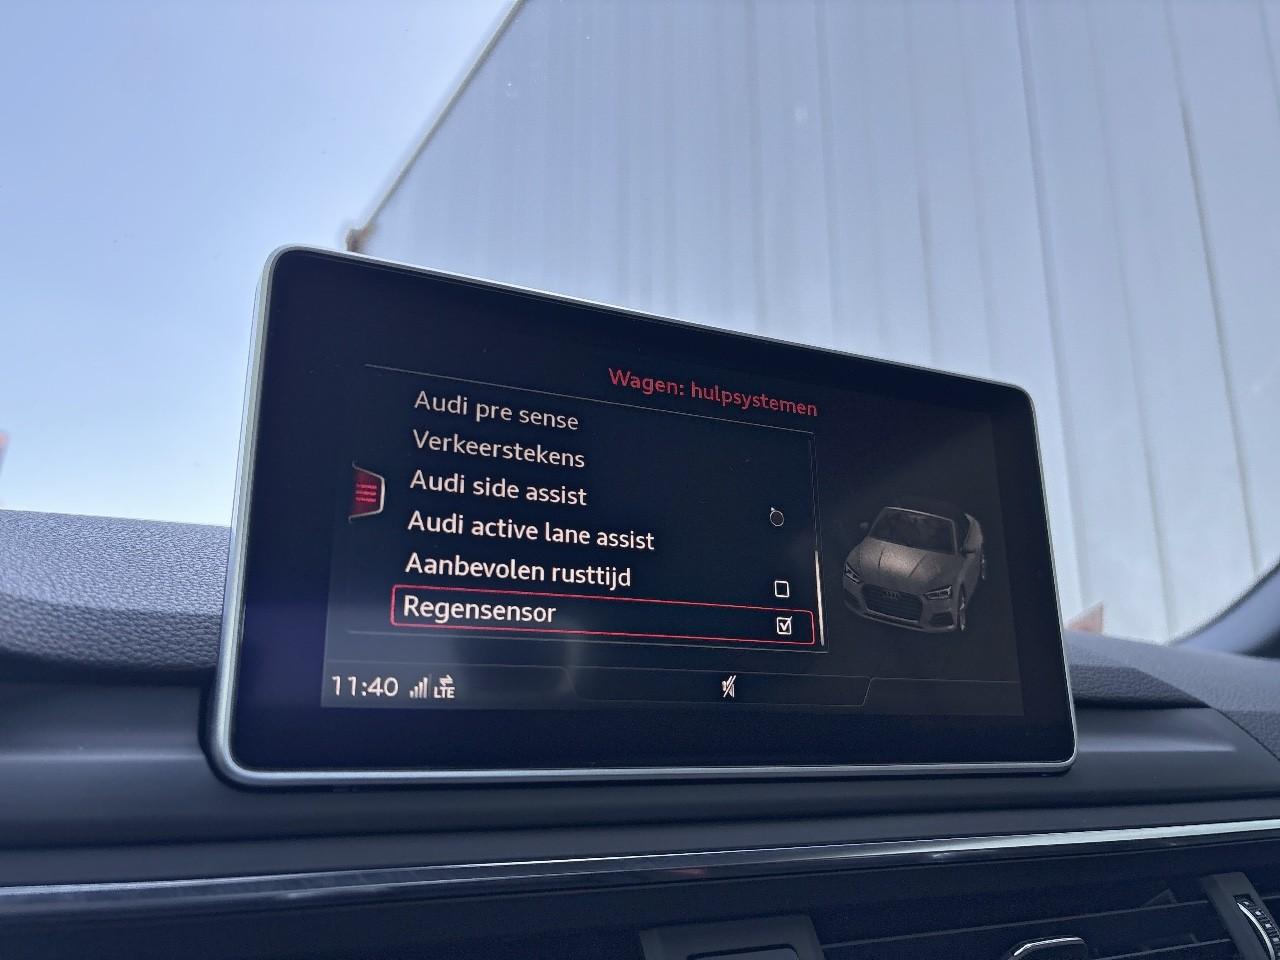 Wagen: hulpsystemen
Audi pre sense
Verkeerstekens
Audi side assist
Audi active lane assist
Aanbevolen rusttijd
Regensensor
11:40 LTE